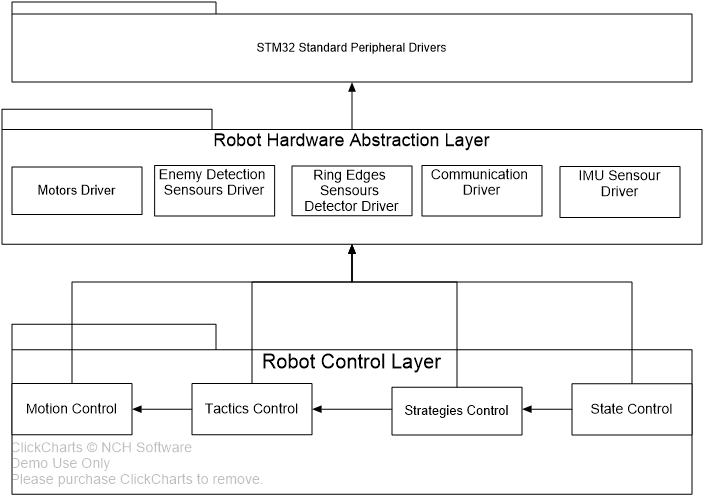 STM32 Standard Peripheral Drivers
Robot Hardware Abstraction Layer
Motors Driver
Enemy Detection
Sensours Driver
Ring Edges
Sensours
Detector Driver
Communication
Driver
IMU Sensour
Driver
Robot Control Layer
Motion Control
Tactics Control
Strategies Control
State Control
ClickCharts © NCH Software
Demo Use Only
Please purchase ClickCharts to remove.